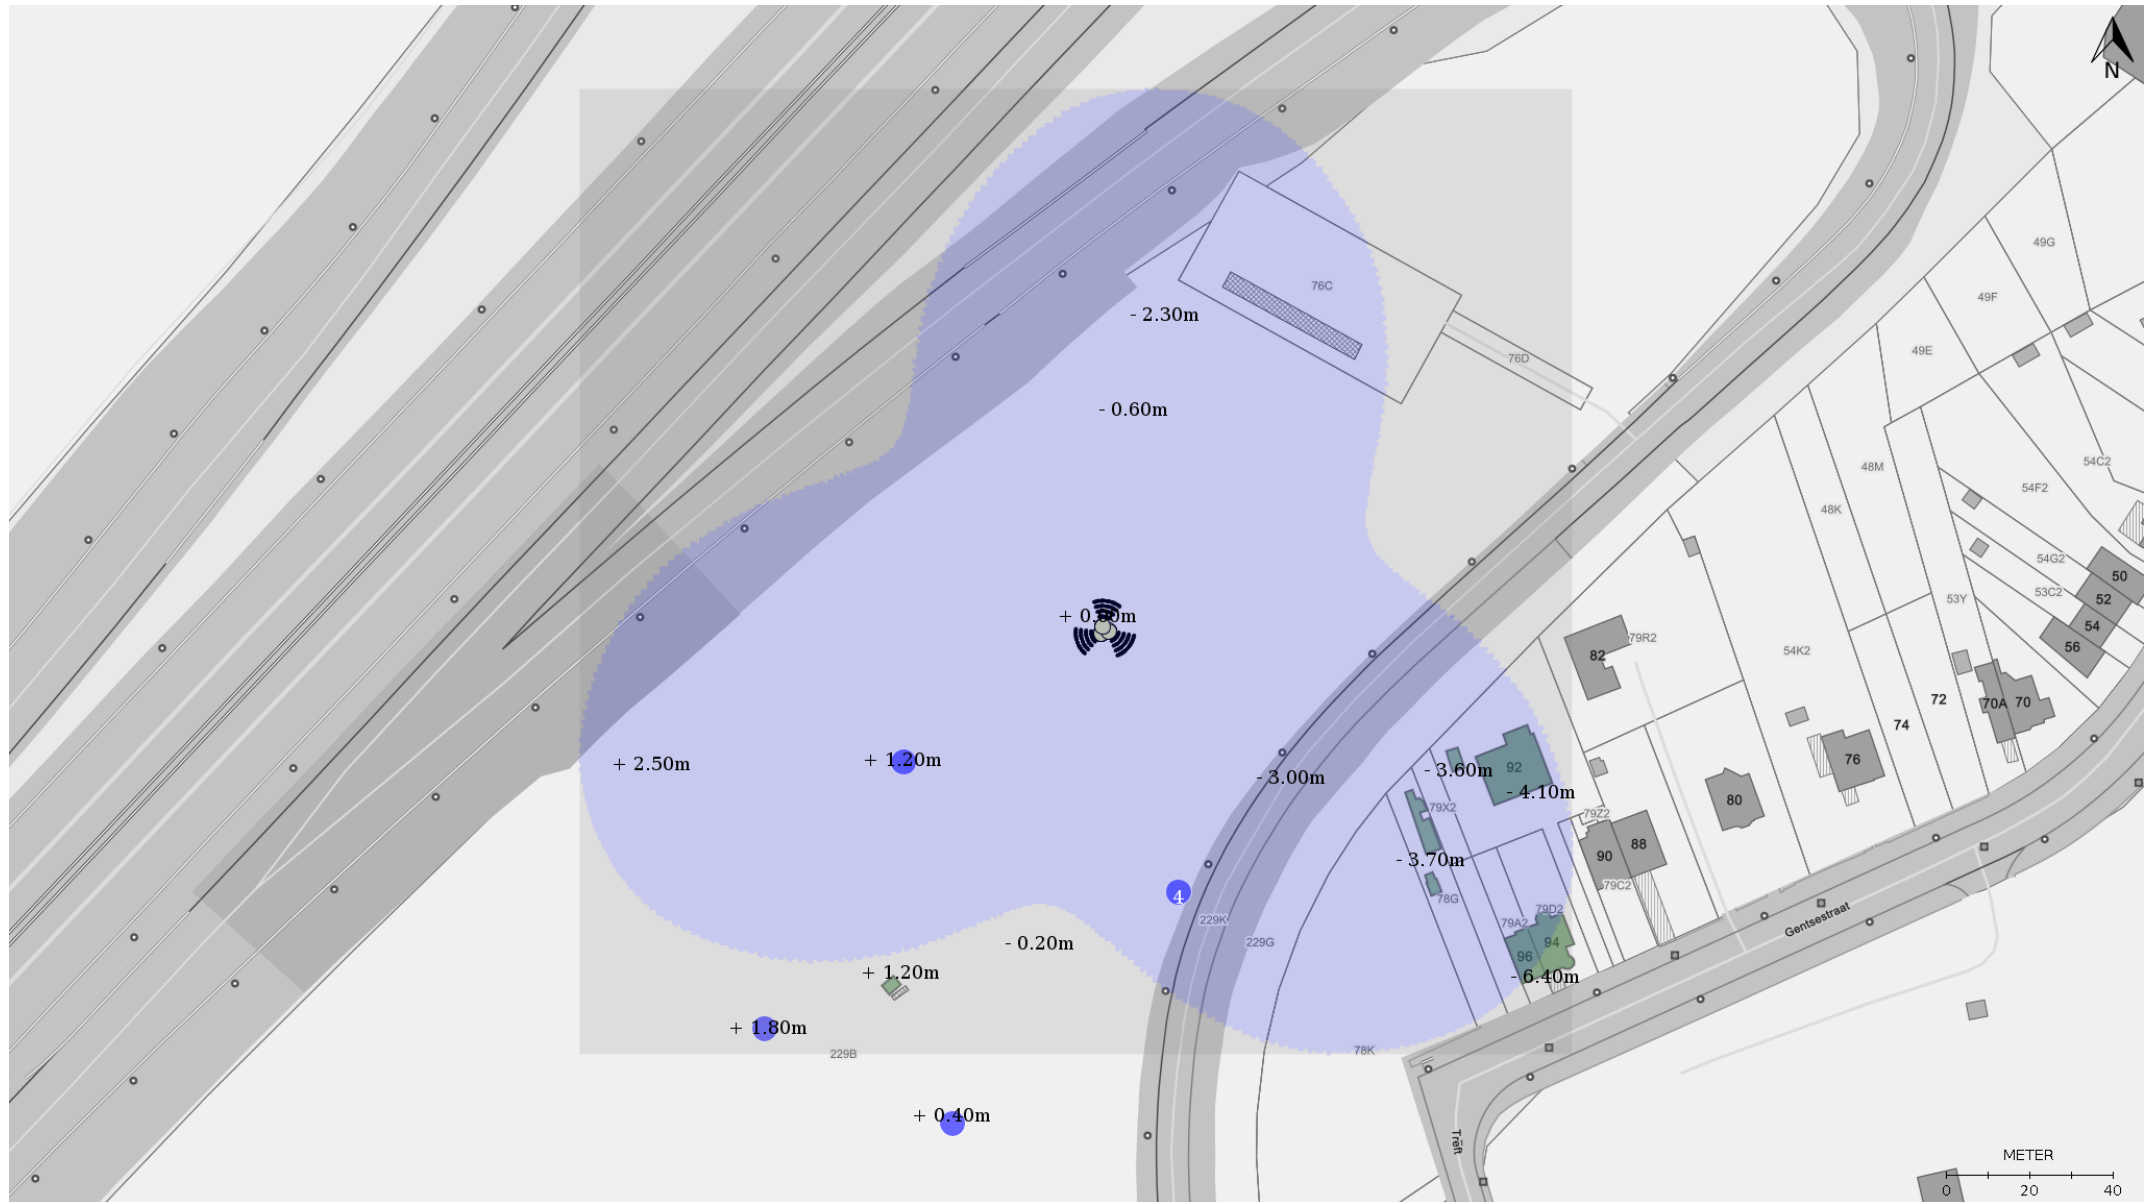 N
49G
76C
49F
- 2.30m
49E
76D
- 0.60m
54C2
48M
54F2
48K
54G2
50
53C2
52
53Y
54
79R2
56
82
54K2
72
70A
70
74
76
+ 2.50m
+ 1.20m
- 3.00m
- 3.60m
92
- 4.10m
80
79X2
79Z2
88
90
- 3.70m
79C2
4
78G
79D2
229K
79A2
Gentsestraat
229G
94
- 0.20m
96
+ 1.20m
- 6.40m
+ 1.80m
229B
78K
+ 0.40m
Treft
METER
0 20 40